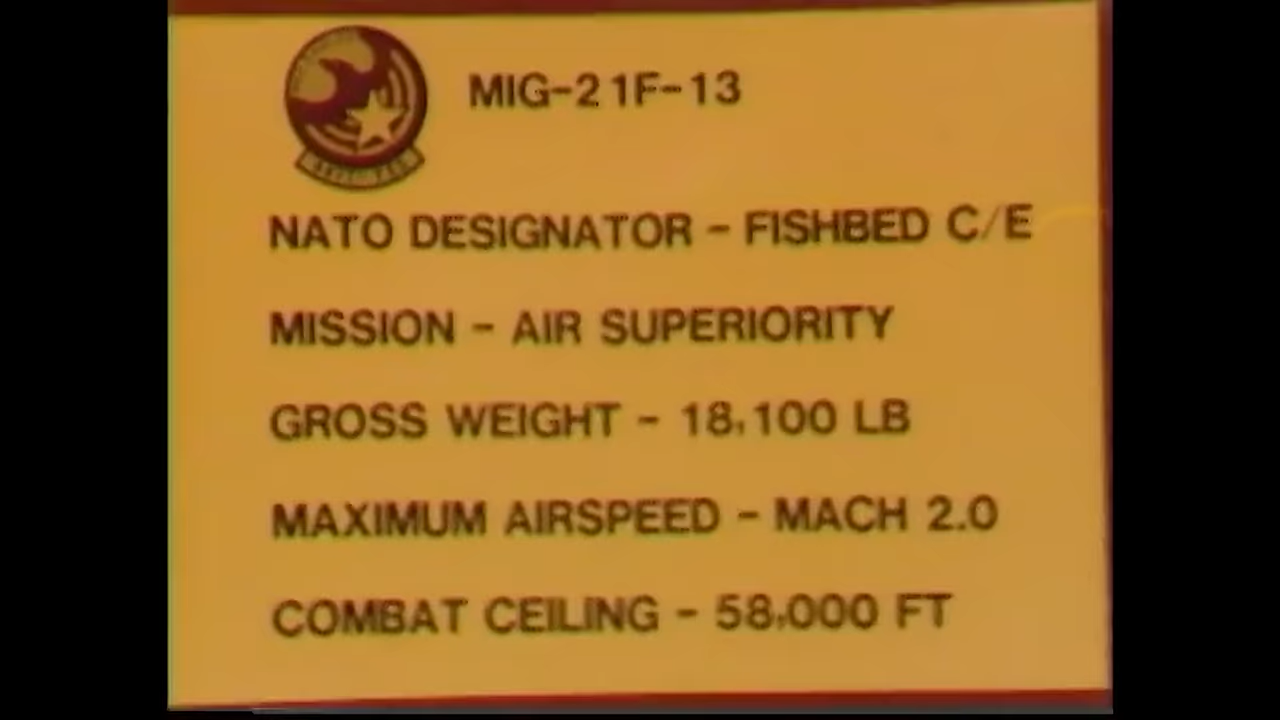 MIG-21F-13
NATO DESIGNATOR - FISHBED C/E
MISSION - AIR SUPERIORITY
GROSS WEIGHT - 18,100 LB
MAXIMUM AIRSPEED - MACH 2.0
COMBAT CEILING - 58,000 FT